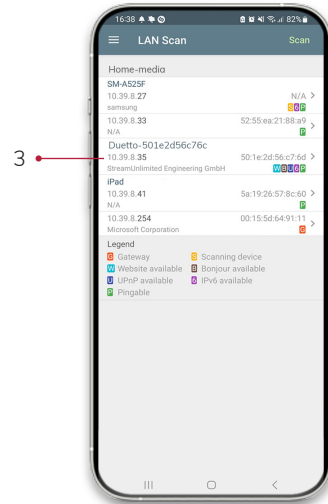 16:38 82%
LAN Scan Scan
Home-media
SM-A525F
10.39.8.27 N/A >
samsung S 6 P
10.39.8.33 52:55:ea:21:88:a9 >
N/A P
Duetto-501e2d56c76c
3 10.39.8.35 50:1e:2d:56:c7:6d >
StreamUnlimited Engineering GmbH W B U 6 P
iPad
10.39.8.41 5a:19:26:57:8c:60 >
N/A P
10.39.8.254 00:15:5d:64:91:11 >
Microsoft Corporation G
Legend
G Gateway S Scanning device
W Website available B Bonjour available
U UPnP available 6 IPv6 available
P Pingable